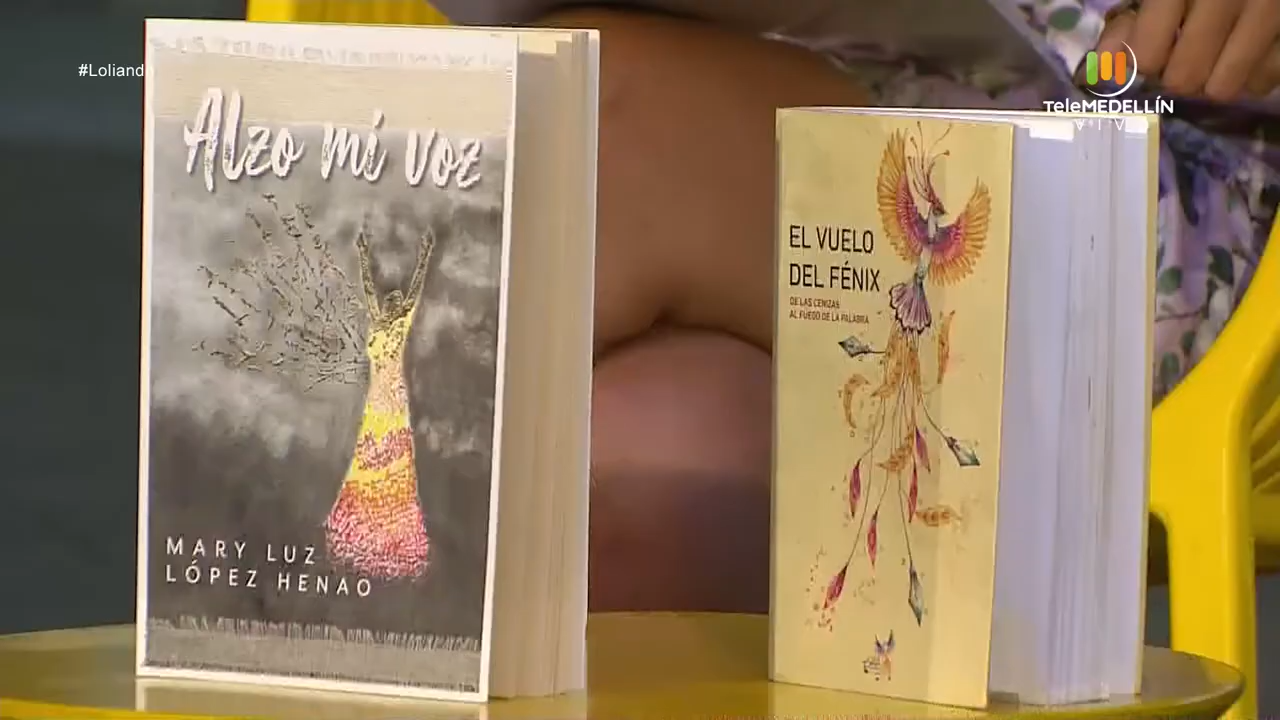 #Loliand
TeleMEDELLÍN
VIVO
Alzo mi voz
MARY LUZ
LÓPEZ HENAO
EL VUELO
DEL FÉNIX
DE LAS CENIZAS
AL FUEGO DE LA PALABRA